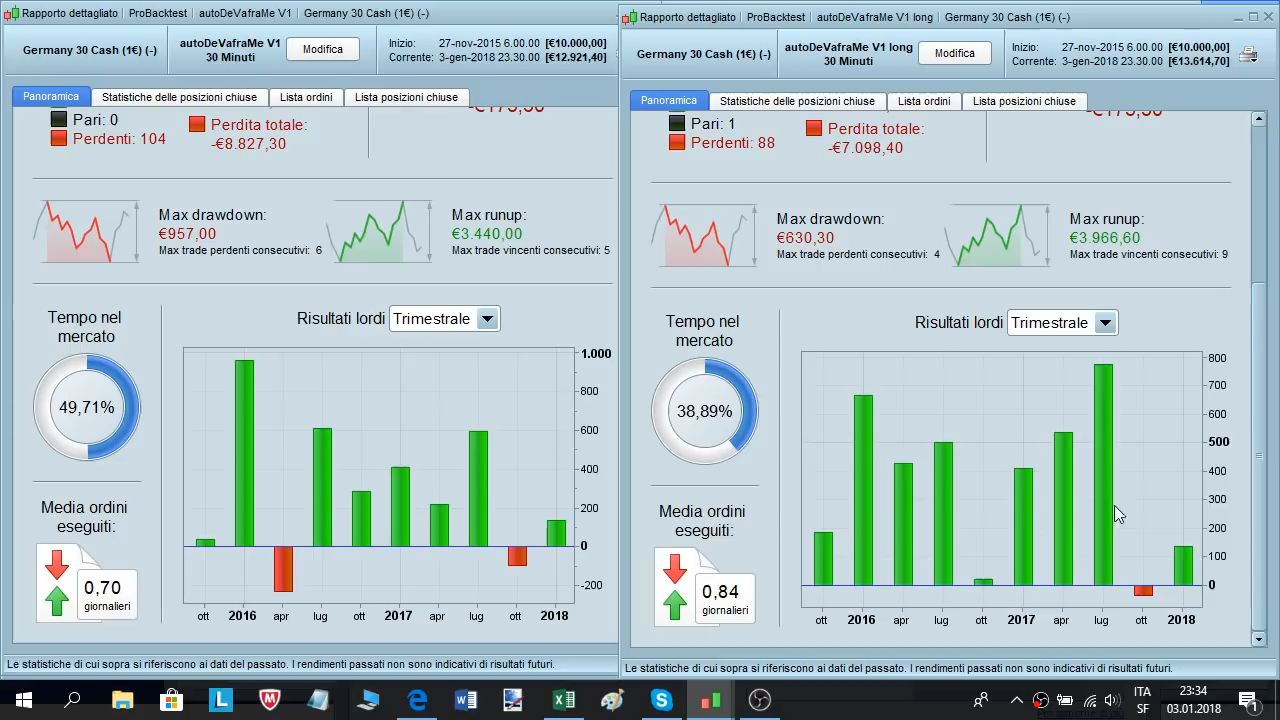 Rapporto dettagliato ProBacktest autoDeVaframe V1 Germany 30 Cash (1€) (-)
Germany 30 Cash (1€) (-)
autoDeVafraMe V1
30 Minuti
Modifica
Inizio: 27-nov-2015 6.00.00 [€10.000,00]
Corrente: 3-gen-2018 23.30.00 [€12.921,40]
Panoramica Statistiche delle posizioni chiuse Lista ordini Lista posizioni chiuse
Pari: 0
Perdenti: 104
Perdita totale:
-€8.827,30
Max drawdown:
€957,00
Max trade perdenti consecutivi: 6
Max runup:
€3.440,00
Max trade vincenti consecutivi: 5
Tempo nel
mercato
49,71%
Risultati lordi Trimestrale
1.000
800
600
400
200
0
-200
ott 2016 apr lug ott 2017 apr lug ott 2018
Media ordini
eseguiti:
0,70
giornalieri
Le statistiche di cui sopra si riferiscono ai dati del passato. I rendimenti passati non sono indicativi di risultati futuri.
Rapporto dettagliato ProBacktest autoDeVafraMe V1 long Germany 30 Cash (1€) (-)
Germany 30 Cash (1€) (-)
autoDeVafraMe V1 long
30 Minuti
Modifica
Inizio: 27-nov-2015 6.00.00 [€10.000,00]
Corrente: 3-gen-2018 23.30.00 [€13.614,70]
Panoramica Statistiche delle posizioni chiuse Lista ordini Lista posizioni chiuse
Pari: 1
Perdenti: 88
Perdita totale:
-€7.098,40
Max drawdown:
€630,30
Max trade perdenti consecutivi: 4
Max runup:
€3.966,60
Max trade vincenti consecutivi: 9
Tempo nel
mercato
38,89%
Risultati lordi Trimestrale
800
700
600
500
400
300
200
100
0
ott 2016 apr lug ott 2017 apr lug ott 2018
Media ordini
eseguiti:
0,84
giornalieri
Le statistiche di cui sopra si riferiscono ai dati del passato. I rendimenti passati non sono indicativi di risultati futuri.
ITA
SF
23:34
03.01.2018
1